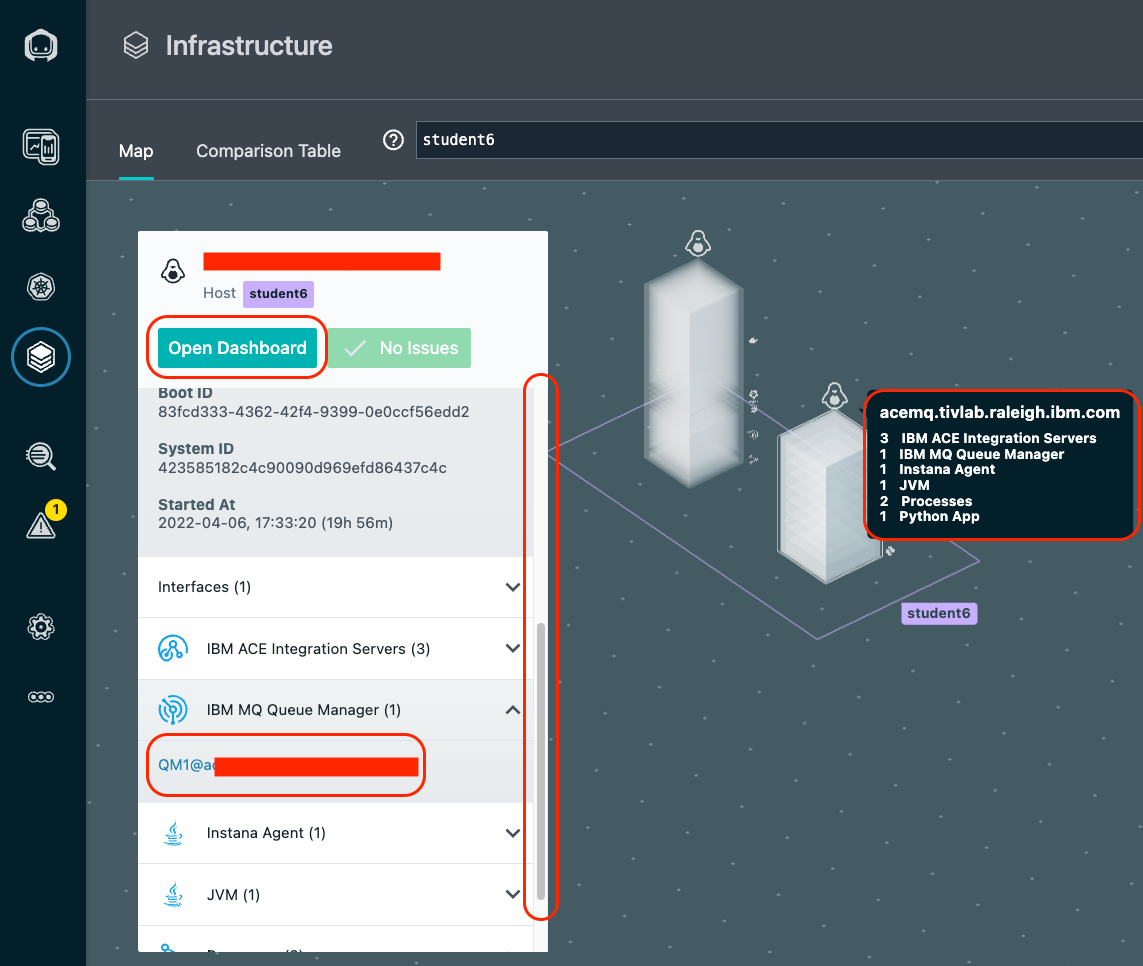 Infrastructure
Map
Comparison Table
?
student6
Host student6
Open Dashboard
No Issues
Boot ID
83fcd333-4362-42f4-9399-0e0ccf56edd2
System ID
423585182c4c90090d969efd86437c4c
Started At
2022-04-06, 17:33:20 (19h 56m)
Interfaces (1)
IBM ACE Integration Servers (3)
IBM MQ Queue Manager (1)
QM1@ac
Instana Agent (1)
JVM (1)
1
acemq.tivlab.raleigh.ibm.com
3 IBM ACE Integration Servers
1 IBM MQ Queue Manager
1 Instana Agent
1 JVM
2 Processes
1 Python App
student6